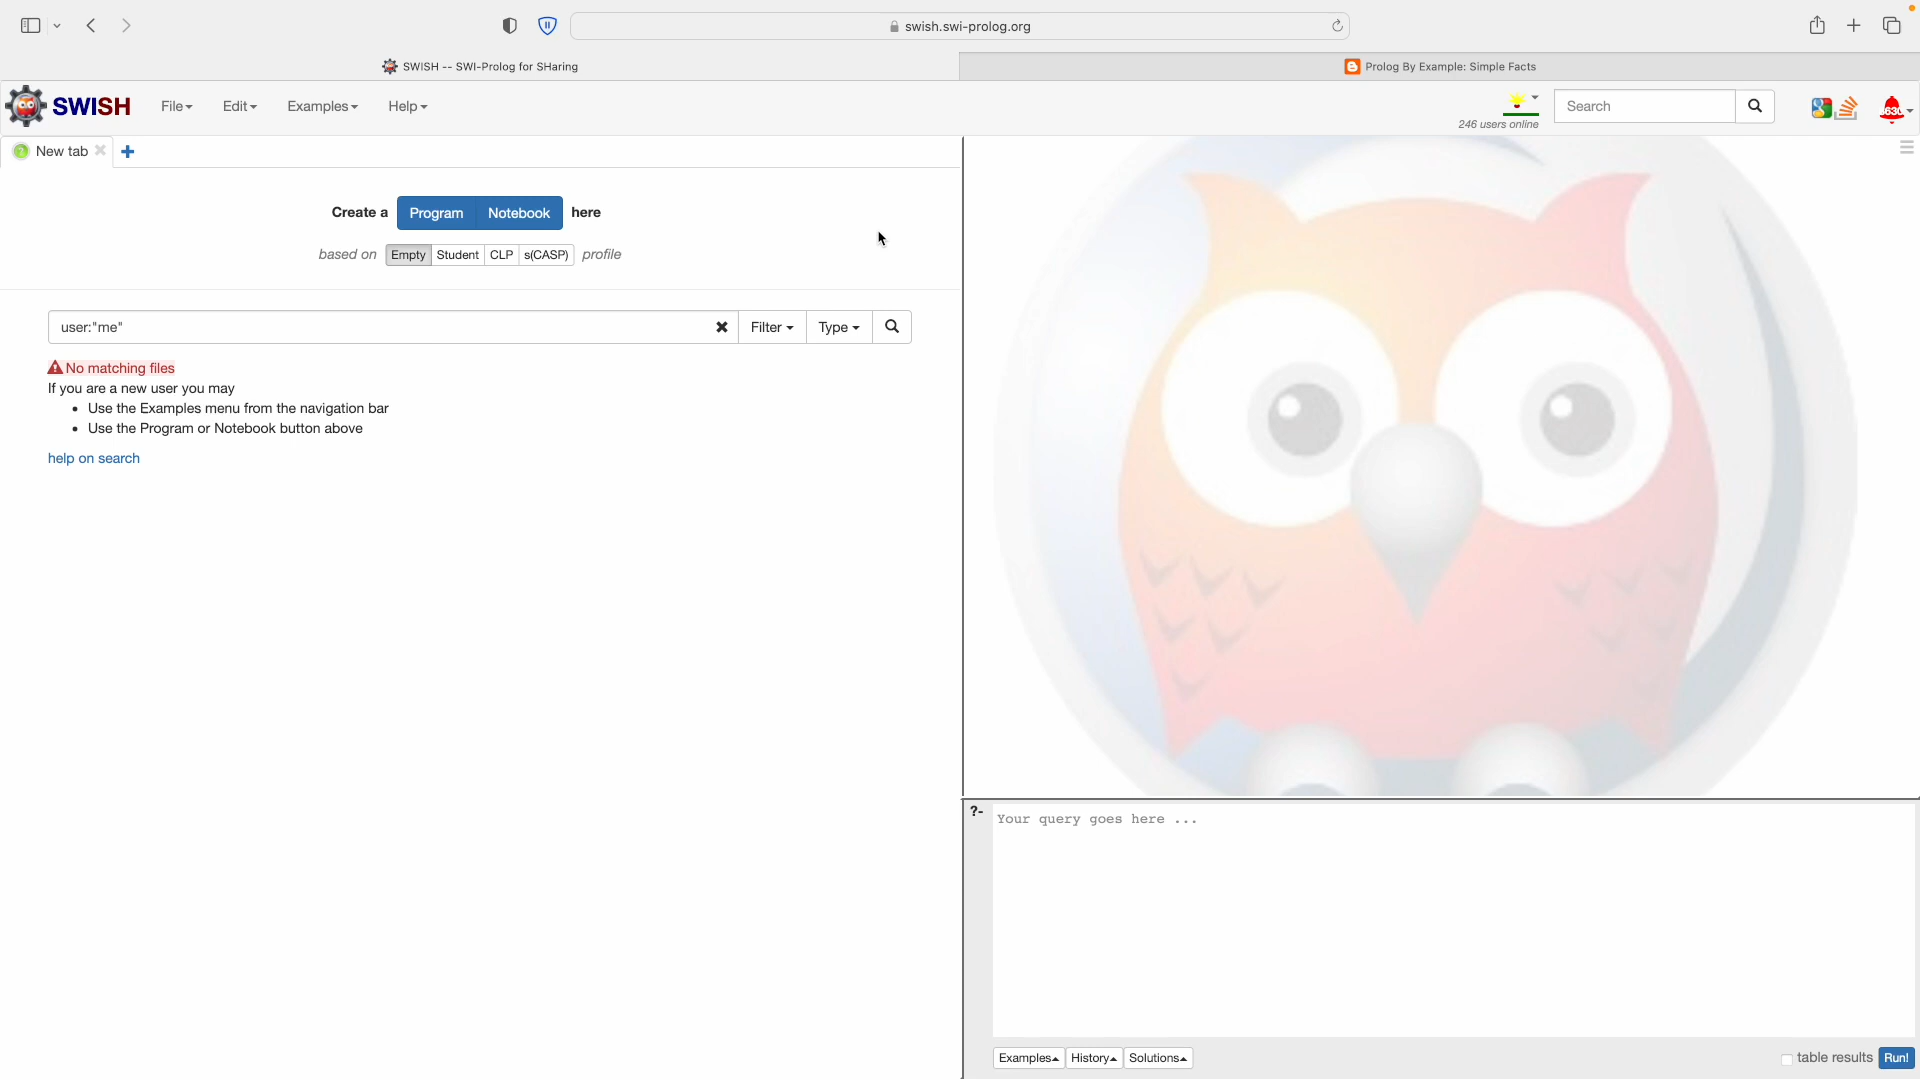 swish.swi-prolog.org
SWISH -- SWI-Prolog for SHaring
Prolog By Example: Simple Facts
SWISH File Edit Examples Help
246 users online
Search
New tab
Create a Program Notebook here
based on Empty Student CLP s(CASP) profile
user:"me" Filter Type
No matching files
If you are a new user you may
• Use the Examples menu from the navigation bar
• Use the Program or Notebook button above
help on search
?- Your query goes here ...
Examples History Solutions table results Run!